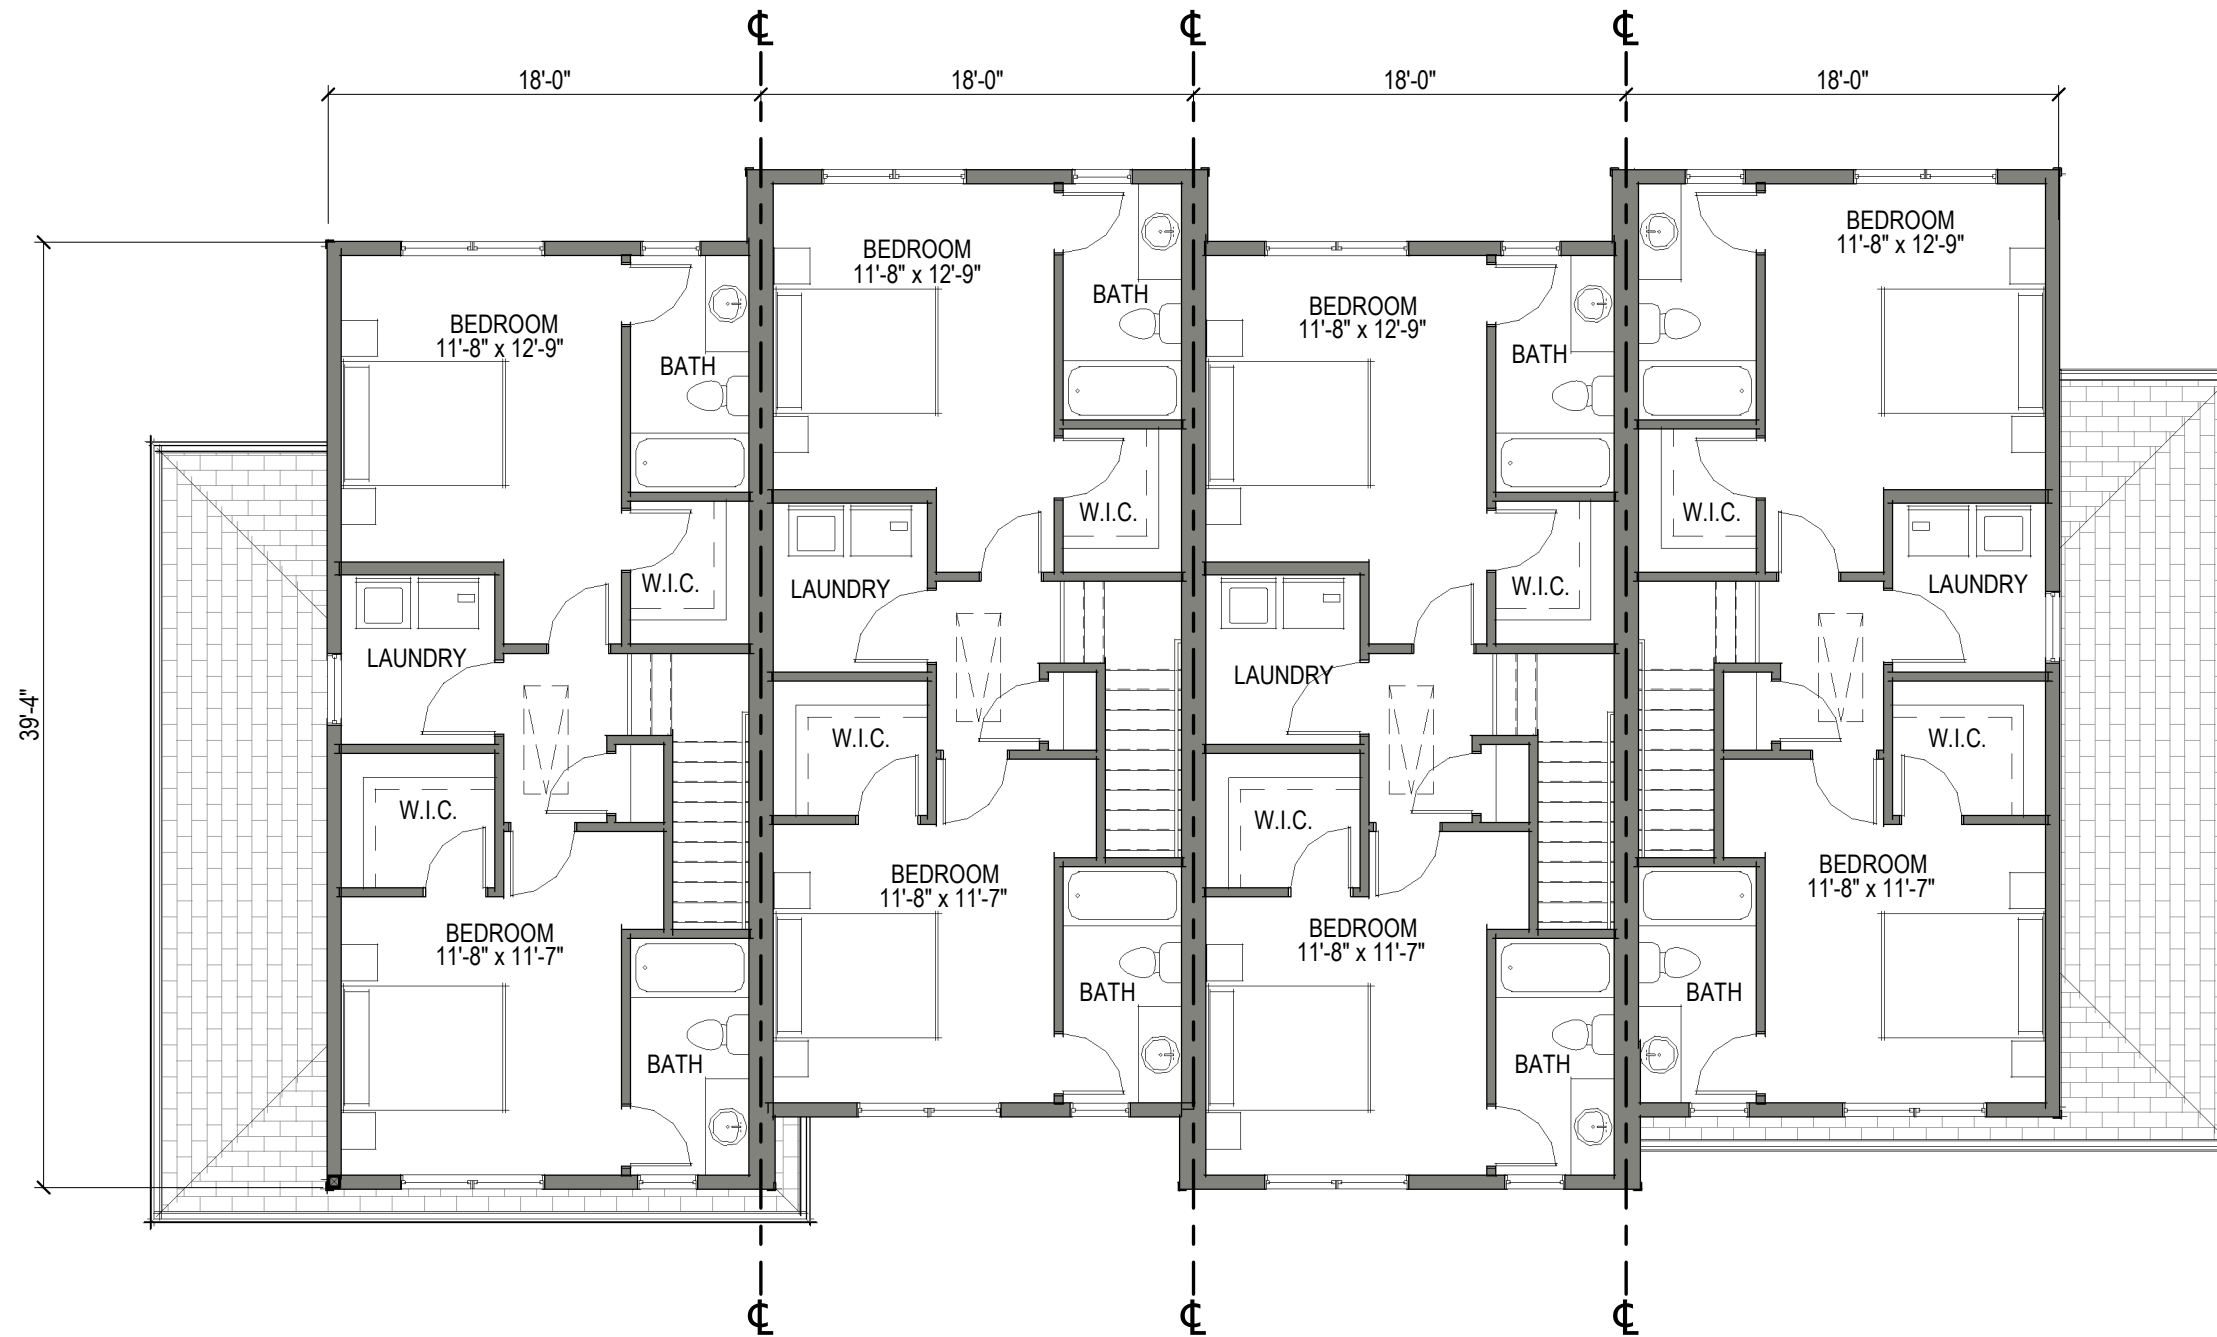 ℄
℄
℄
18'-0"
18'-0"
18'-0"
18'-0"
39'-4"
BEDROOM
11'-8" x 12'-9"
BATH
W.I.C.
LAUNDRY
W.I.C.
BEDROOM
11'-8" x 11'-7"
BATH
BEDROOM
11'-8" x 12'-9"
BATH
W.I.C.
LAUNDRY
W.I.C.
BEDROOM
11'-8" x 11'-7"
BATH
BEDROOM
11'-8" x 12'-9"
BATH
W.I.C.
LAUNDRY
W.I.C.
BEDROOM
11'-8" x 11'-7"
BATH
BEDROOM
11'-8" x 12'-9"
W.I.C.
LAUNDRY
W.I.C.
BEDROOM
11'-8" x 11'-7"
BATH
℄
℄
℄